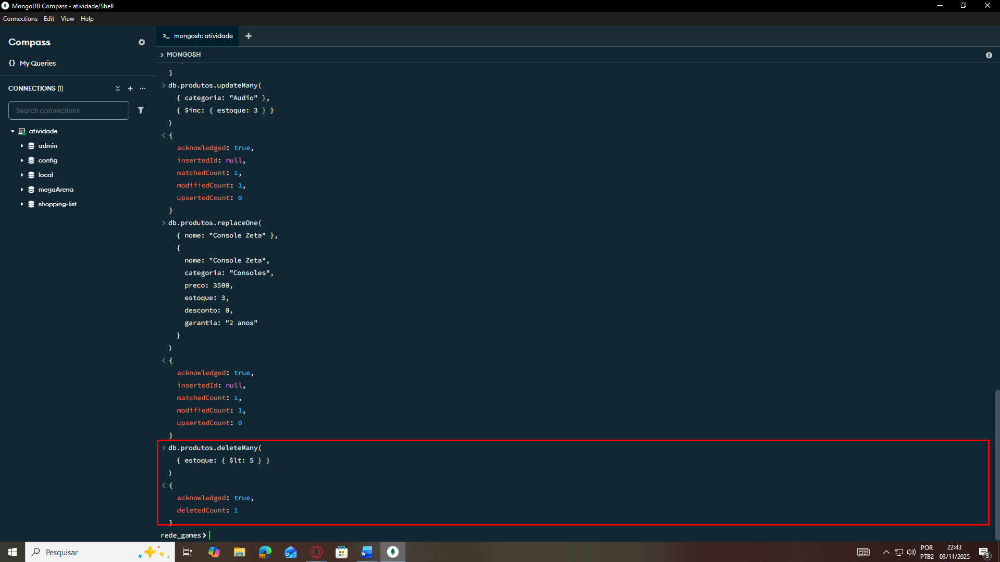 MongoDB Compass - atividade/Shell
Connections Edit View Help
Compass
{} My Queries
CONNECTIONS (1)
Search connections
atividade
admin
config
local
megaArena
shopping-list
>_ mongosh: atividade
>_MONGOSH
}
> db.produtos.updateMany(
{ categoria: "Audio" },
{ $inc: { estoque: 3 } }
)
< {
acknowledged: true,
insertedId: null,
matchedCount: 1,
modifiedCount: 1,
upsertedCount: 0
}
> db.produtos.replaceOne(
{ nome: "Console Zeta" },
{
nome: "Console Zeta",
categoria: "Consoles",
preco: 3500,
estoque: 3,
desconto: 0,
garantia: "2 anos"
}
)
< {
acknowledged: true,
insertedId: null,
matchedCount: 1,
modifiedCount: 1,
upsertedCount: 0
}
> db.produtos.deleteMany(
{ estoque: { $lt: 5 } }
)
< {
acknowledged: true,
deletedCount: 1
}
rede_games>
Pesquisar
POR
PTB2
22:43
03/11/2025
3